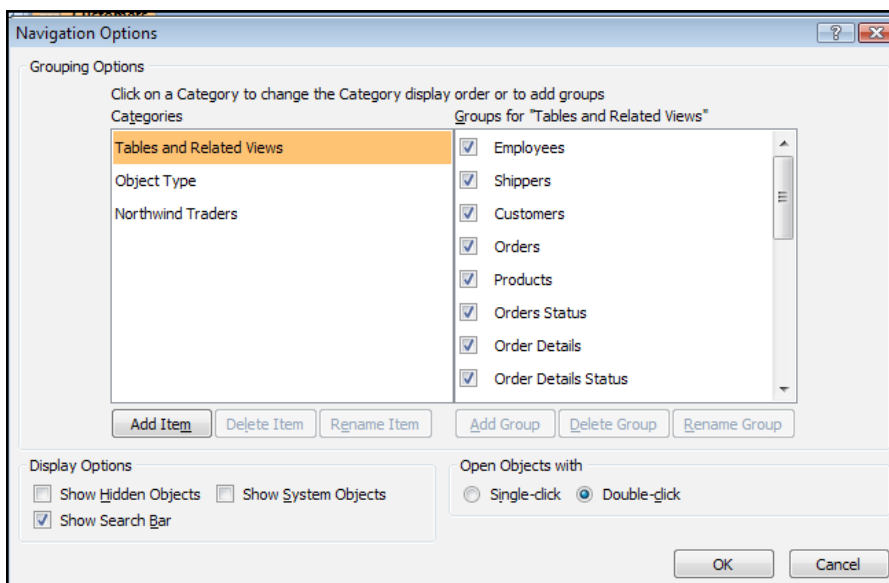 Customers
Navigation Options
Grouping Options
Click on a Category to change the Category display order or to add groups
Categories
Groups for "Tables and Related Views"
Tables and Related Views
Object Type
Northwind Traders
Employees
Shippers
Customers
Orders
Products
Orders Status
Order Details
Order Details Status
Add Item
Delete Item
Rename Item
Add Group
Delete Group
Rename Group
Display Options
Show Hidden Objects
Show System Objects
Show Search Bar
Open Objects with
Single-click
Double-click
OK
Cancel